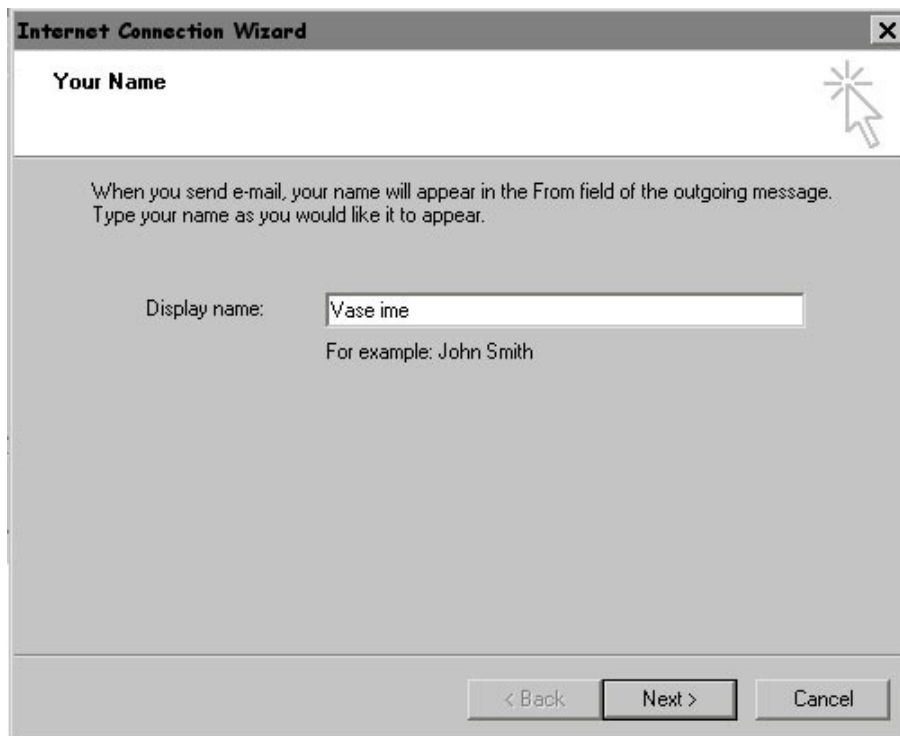 Internet Connection Wizard
Your Name
When you send e-mail, your name will appear in the From field of the outgoing message.
Type your name as you would like it to appear.
Display name: Vase ime
For example: John Smith
< Back Next > Cancel